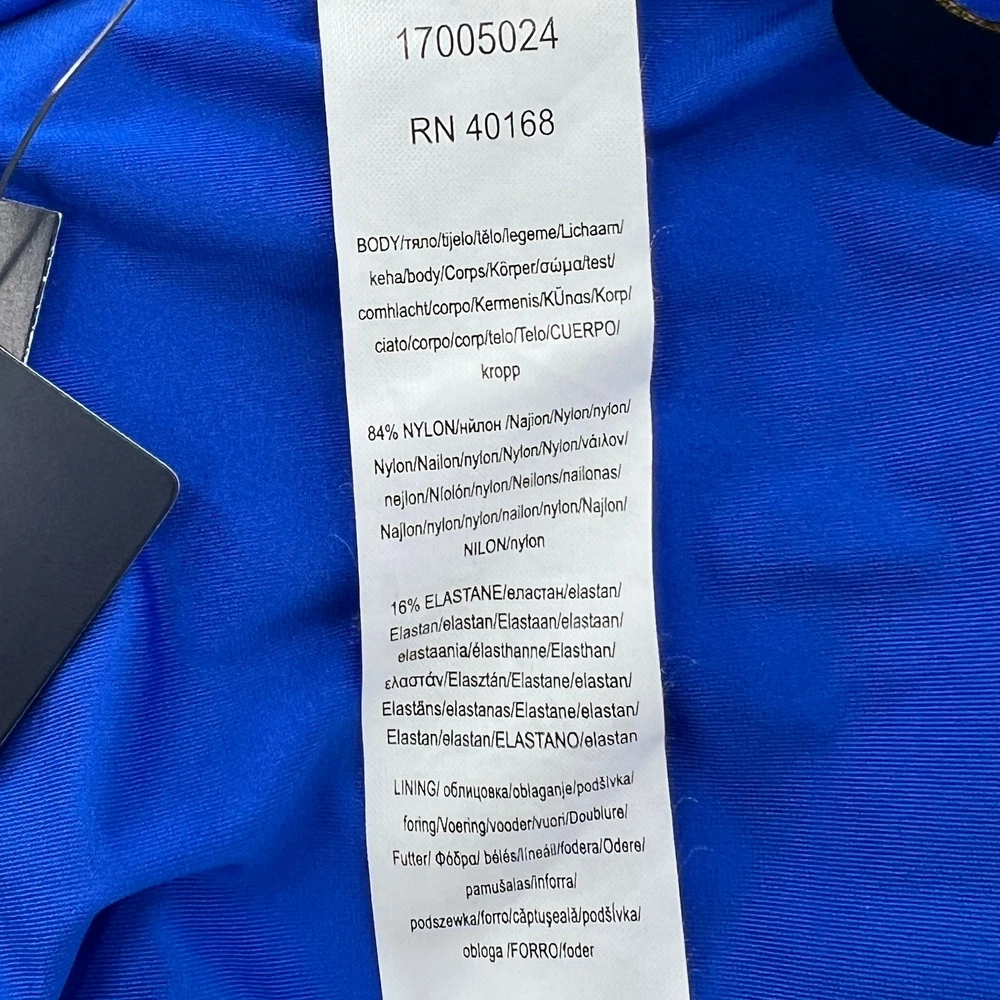 17005024
RN 40168
BODY/тяло/tijelo/tělo/legeme/Lichaam/
keha/body/Corps/Körper/σώμα/test/
comhlacht/corpo/Kermenis/KŪnas/Korp/
ciato/corpo/corp/telo/Telo/CUERPO/
kropp
84% NYLON/нйлон /Najion/Nylon/nylon/
Nylon/Nailon/nylon/Nylon/Nylon/νάιλον/
nejlon/Níolón/nylon/Neilons/nailonas/
Najlon/nylon/nylon/nailon/nylon/Najlon/
NILON/nylon
16% ELASTANE/еластан/elastan/
Elastan/elastan/Elastaan/elastaan/
elastaania/élasthanne/Elasthan/
ελαστάν/Elasztán/Elastane/elastan/
Elastāns/elastanas/Elastane/elastan/
Elastan/elastan/ELASTANO/elastan
LINING/ облицовка/oblaganje/podšívka/
foring/Voering/vooder/vuori/Doublure/
Futter/ Φόδρα/ bélés/líneáil/fodera/Odere/
pamušalas/inforra/
podszewka/forro/căptuşeală/podšívka/
obloga /FORRO/foder